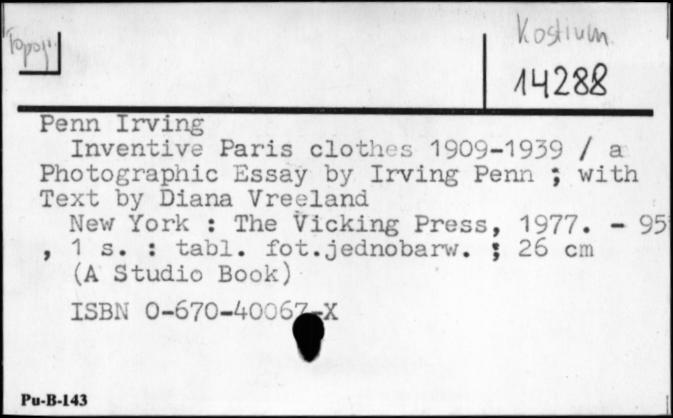 Topogr.
Kostium.
14288
Penn Irving
Inventive Paris clothes 1909-1939 / a
Photographic Essay by Irving Penn ; with
Text by Diana Vreeland
New York : The Vicking Press, 1977. - 95
, 1 s. : tabl. fot.jednobarw. ; 26 cm
(A Studio Book)
ISBN 0-670-40067-X
Pu-B-143